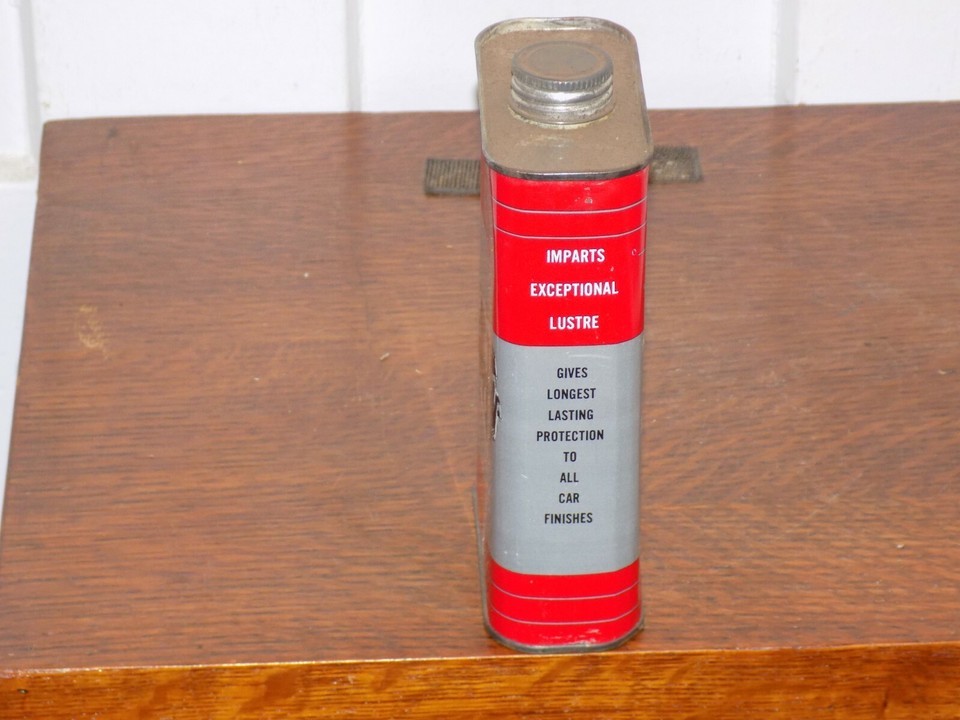 IMPARTS
EXCEPTIONAL
LUSTRE
GIVES
LONGEST
LASTING
PROTECTION
TO
ALL
CAR
FINISHES